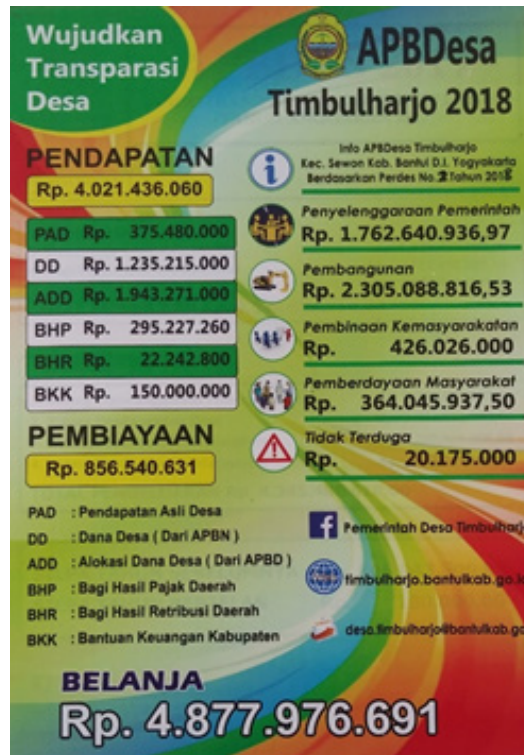 Wujudkan
Transparasi
Desa
APBDesa
Timbulharjo 2018
PENDAPATAN
Rp. 4.021.436.060
PAD Rp. 375.480.000
DD Rp. 1.235.215.000
ADD Rp. 1.943.271.000
BHP Rp. 295.227.260
BHR Rp. 22.242.800
BKK Rp. 150.000.000
PEMBIAYAAN
Rp. 856.540.631
PAD : Pendapatan Asli Desa
DD : Dana Desa ( Dari APBN )
ADD : Alokasi Dana Desa ( Dari APBD )
BHP : Bagi Hasil Pajak Daerah
BHR : Bagi Hasil Retribusi Daerah
BKK : Bantuan Keuangan Kabupaten
i
Info APBDesa Timbulharjo
Kec. Sewon Kab. Bantul D.I. Yogyakarta
Berdasarkan Perdes No. 2 Tahun 2018
Penyelenggaraan Pemerintah
Rp. 1.762.640.936,97
Pembangunan
Rp. 2.305.088.816,53
Pembinaan Kemasyarakatan
Rp. 426.026.000
Pemberdayaan Masyarakat
Rp. 364.045.937,50
Tidak Terduga
Rp. 20.175.000
f
Pemerintah Desa Timbulharj
timbulharjo.bantulkab.go.i
desa.timbulharjo@bantulkab.go
BELANJA
Rp. 4.877.976.691